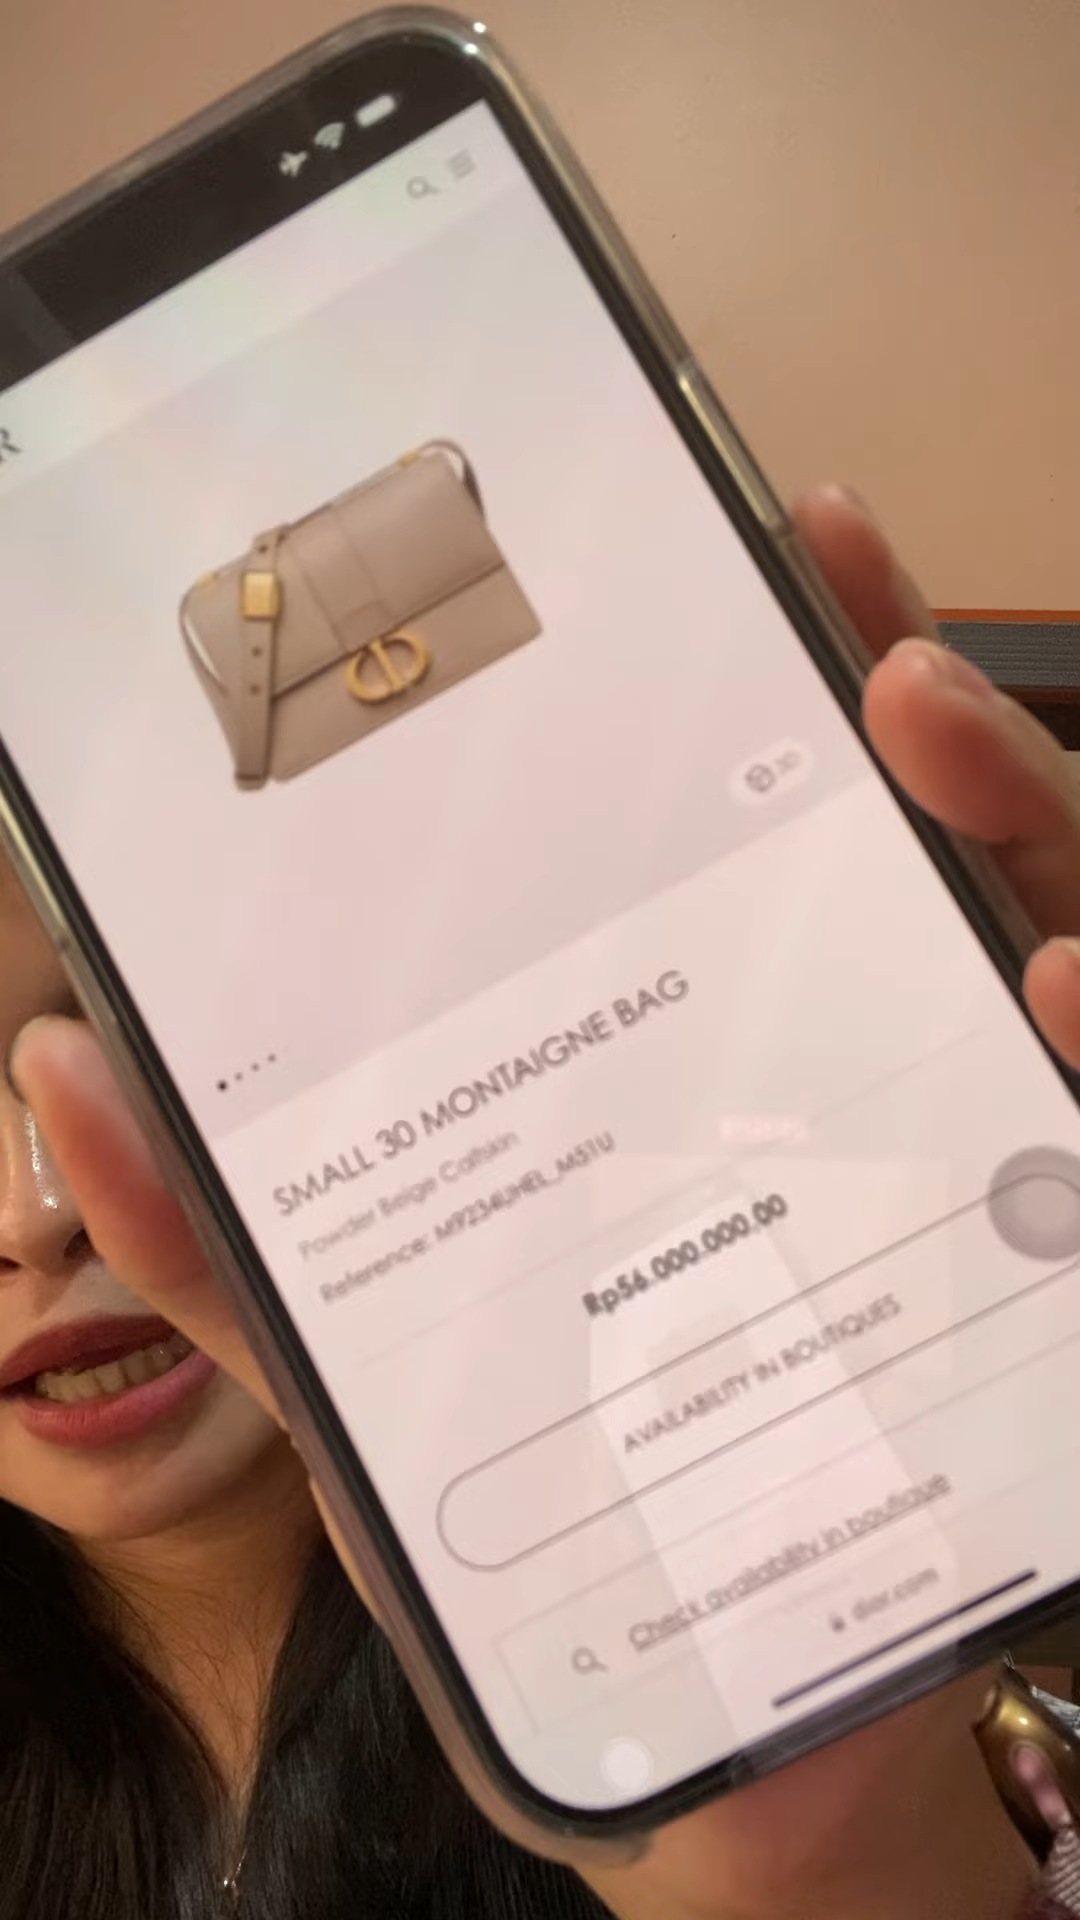 R
3D
SMALL 30 MONTAIGNE BAG
Powder Beige Calfskin
Reference: M9234UHEL_M51U
Rp56.000.000.00
AVAILABILITY IN BOUTIQUES
Check availability in boutique
dior.com